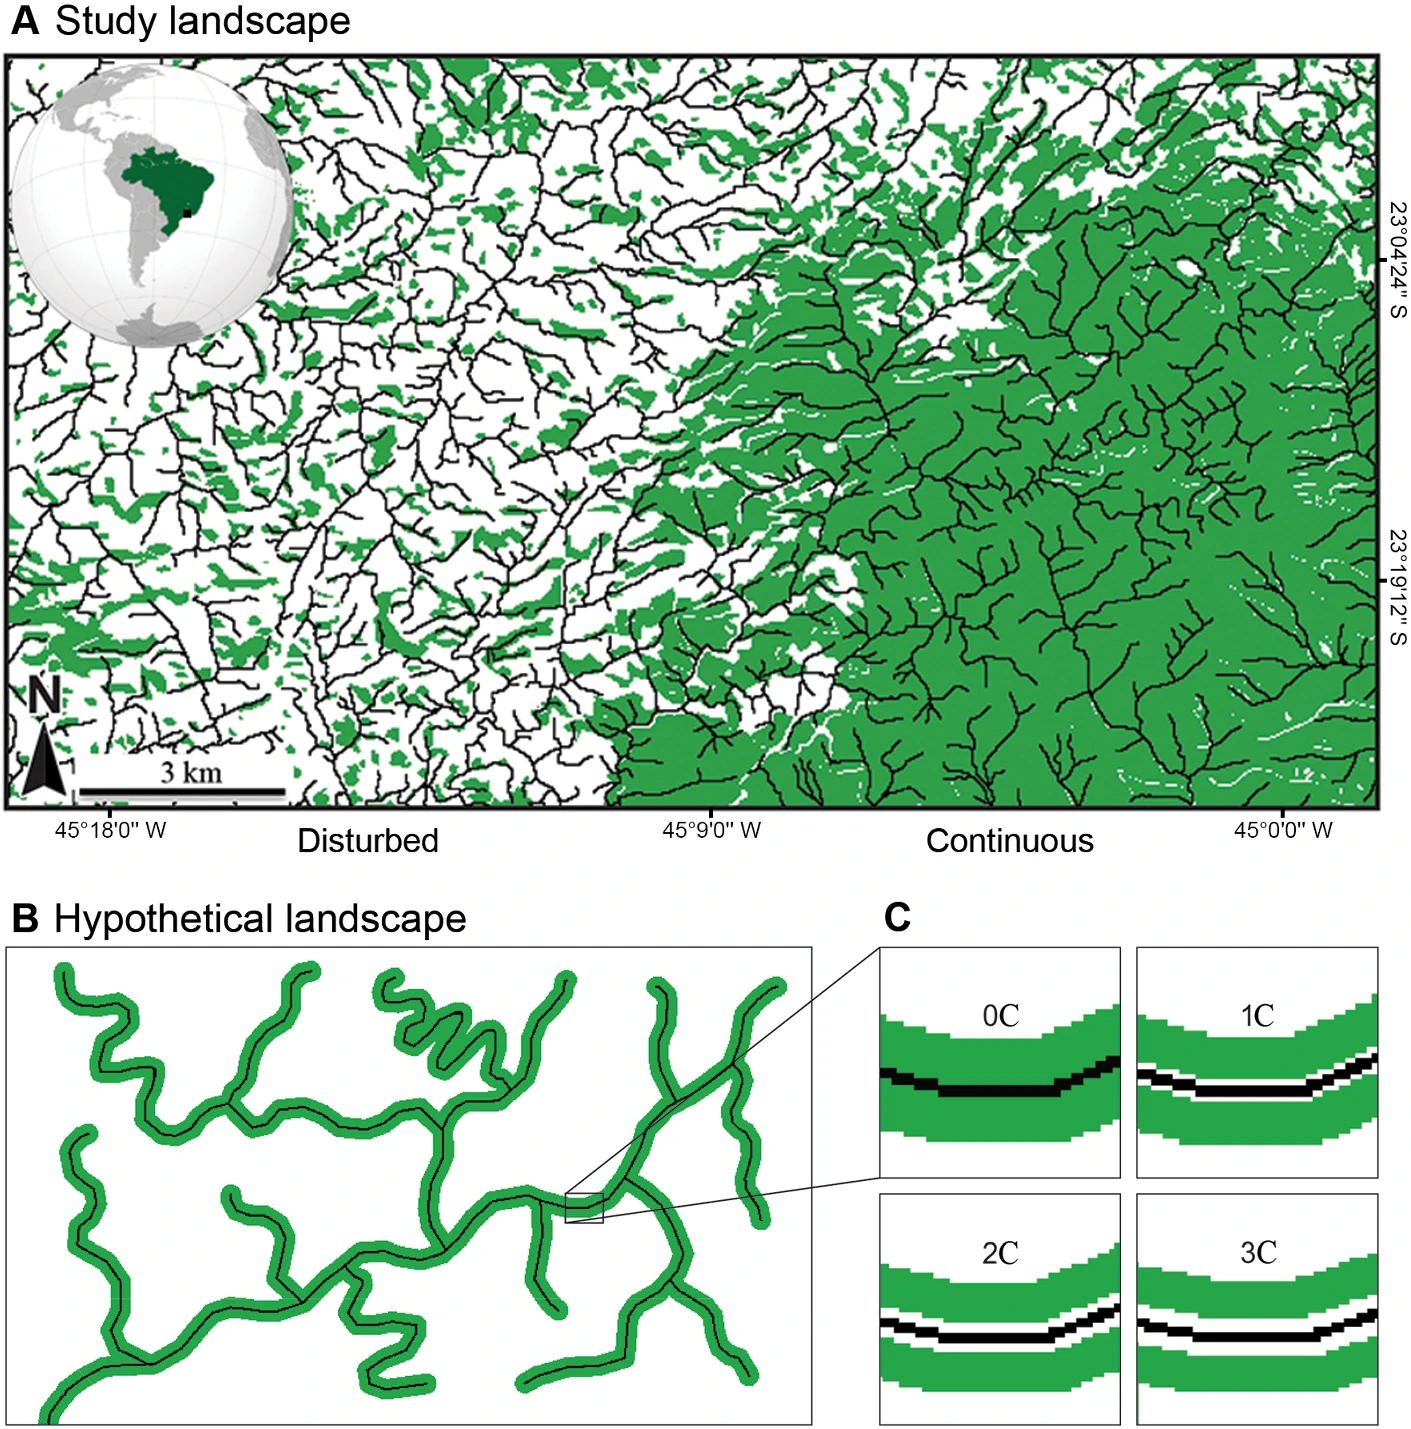 A Study landscape
23°04'24" S
23°19'12" S
N
3 km
45°18'0" W
Disturbed
45°9'0" W
Continuous
45°0'0" W
B Hypothetical landscape
C
0C
1C
2C
3C